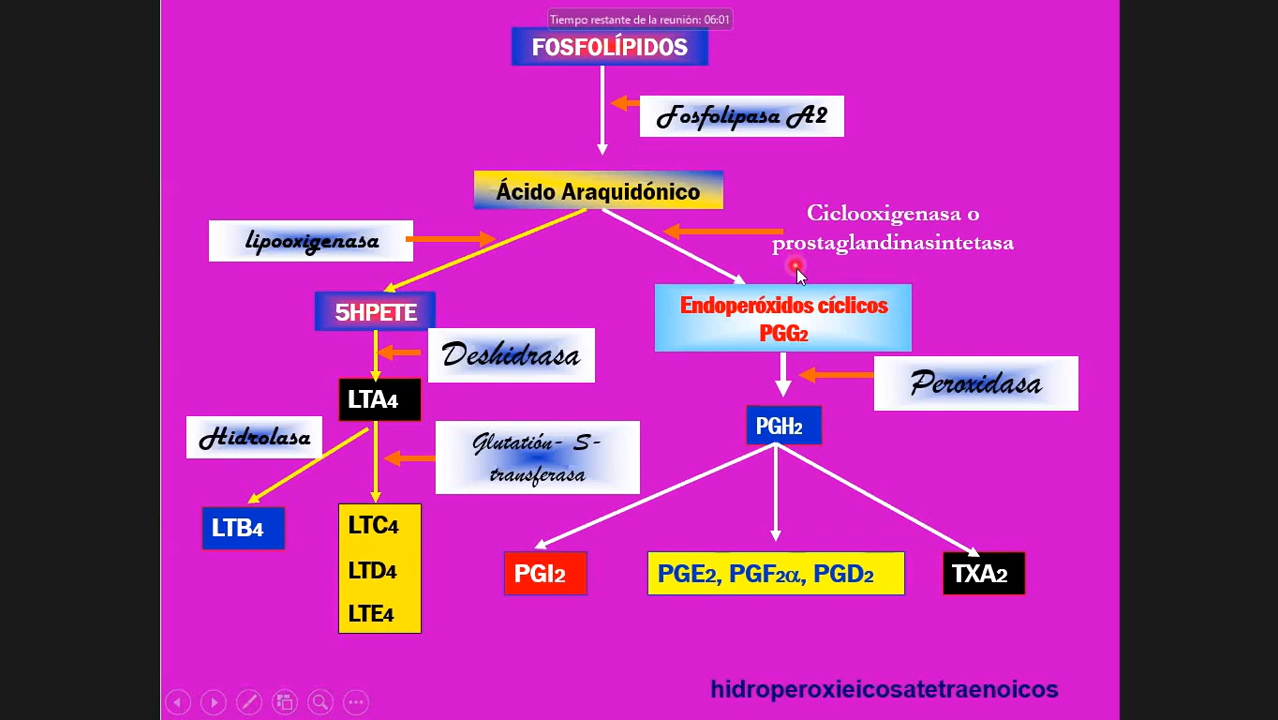 Tiempo restante de la reunión: 06:01
FOSFOLÍPIDOS
Fosfolipasa A2
Ácido Araquidónico
Ciclooxigenasa o
prostaglandinasintetasa
lipooxigenasa
5HPETE
Endoperóxidos cíclicos
PGG2
Deshidrasa
Peroxidasa
LTA4
PGH2
Hidrolasa
Glutatión- S-
transferasa
LTB4
LTC4
LTD4
LTE4
PGI2
PGE2, PGF2α, PGD2
TXA2
hidroperoxieicosatetraenoicos